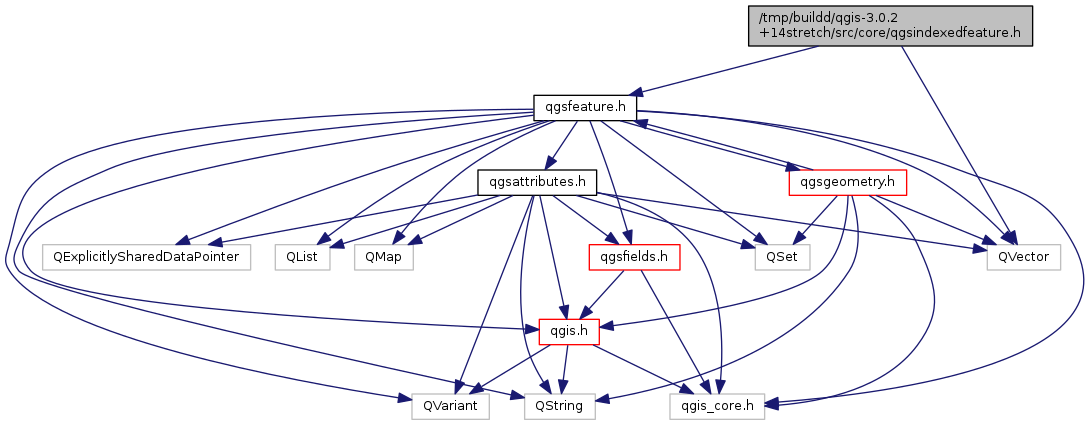 /tmp/buildd/qgis-3.0.2
+14stretch/src/core/qgsindexedfeature.h
qgsfeature.h
qgsattributes.h
qgsgeometry.h
QExplicitlySharedDataPointer
QList
QMap
qgsfields.h
QSet
QVector
qgis.h
QVariant
QString
qgis_core.h